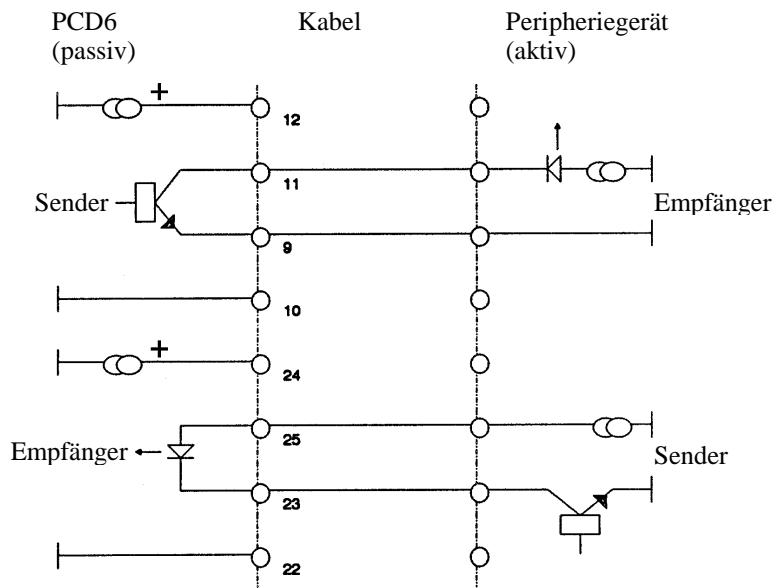 PCD6 Kabel Peripheriegerät
(passiv) (aktiv)
+
12
11
Sender
Empfänger
9
10
+
24
25
Empfänger
Sender
23
22